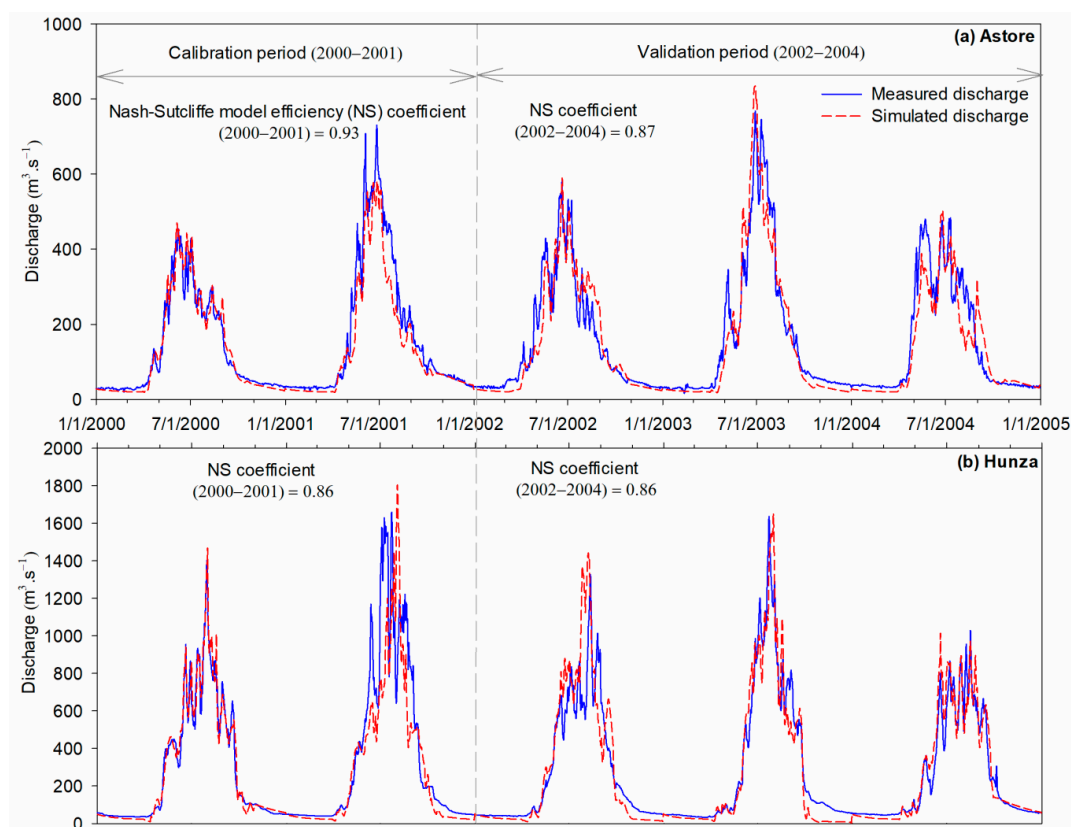 1000
(a) Astore
Calibration period (2000–2001)
Validation period (2002–2004)
800
Measured discharge
Nash-Sutcliffe model efficiency (NS) coefficient
(2000–2001) = 0.93
NS coefficient
(2002–2004) = 0.87
Simulated discharge
600
Discharge (m³.s⁻¹)
400
200
0
1/1/2000 7/1/2000 1/1/2001 7/1/2001 1/1/2002 7/1/2002 1/1/2003 7/1/2003 1/1/2004 7/1/2004 1/1/2005
2000
(b) Hunza
NS coefficient
(2000–2001) = 0.86
NS coefficient
(2002–2004) = 0.86
1800
1600
1400
1200
Discharge (m³.s⁻¹)
1000
800
600
400
200
0